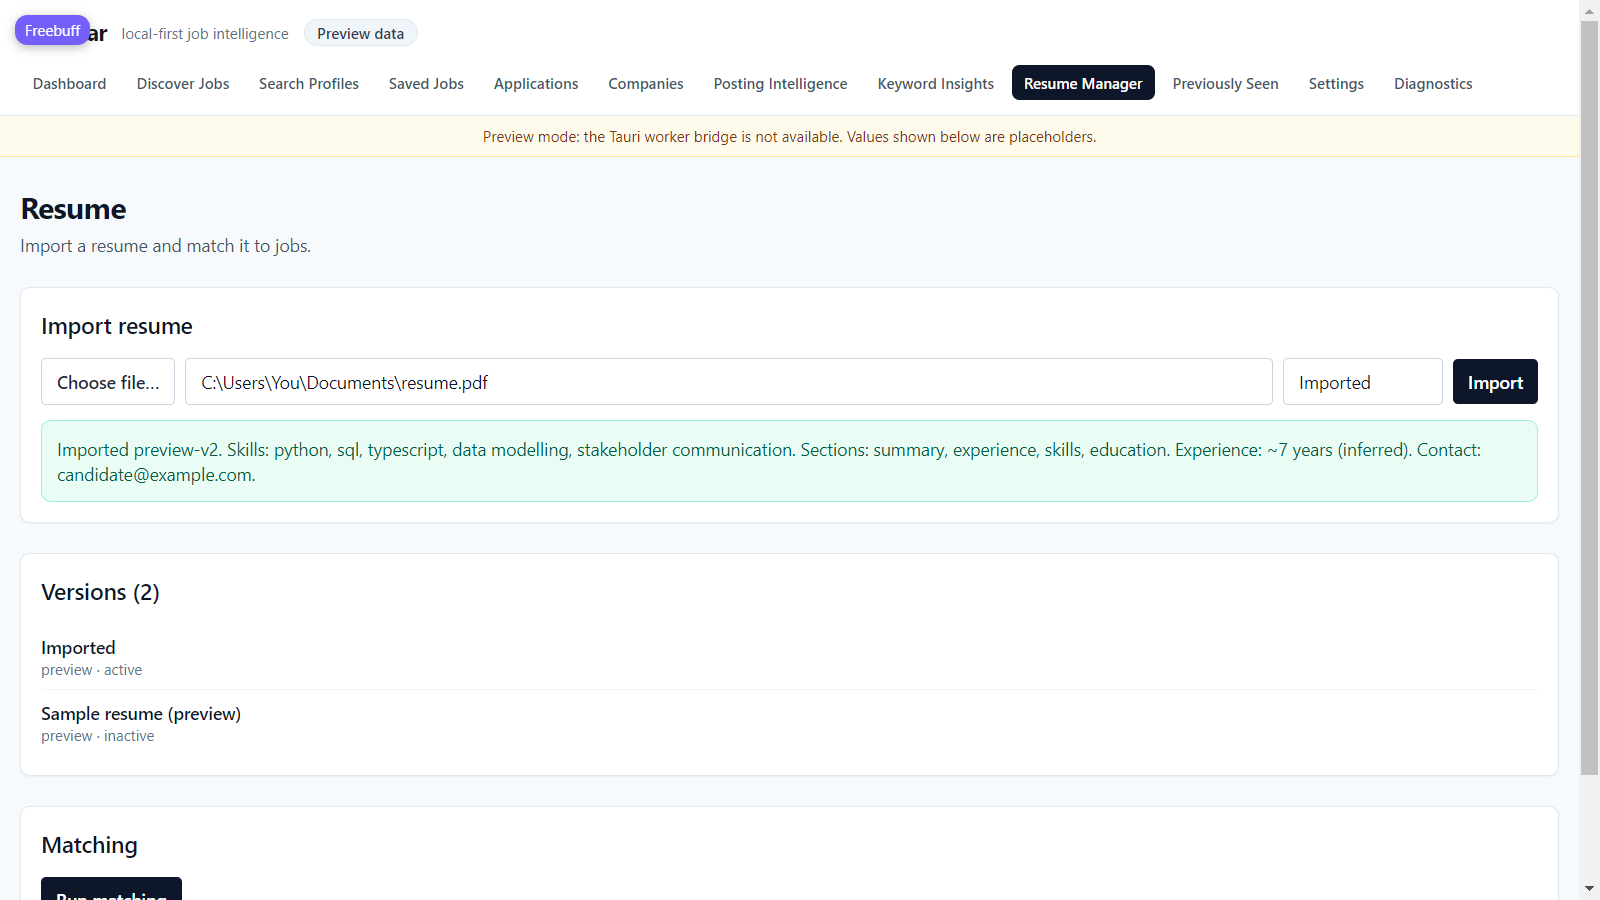 Freebuff
ar
local-first job intelligence
Preview data
Dashboard
Discover Jobs
Search Profiles
Saved Jobs
Applications
Companies
Posting Intelligence
Keyword Insights
Resume Manager
Previously Seen
Settings
Diagnostics
Preview mode: the Tauri worker bridge is not available. Values shown below are placeholders.
Resume
Import a resume and match it to jobs.
Import resume
Choose file...
C:\Users\You\Documents\resume.pdf
Imported
Import
Imported preview-v2. Skills: python, sql, typescript, data modelling, stakeholder communication. Sections: summary, experience, skills, education. Experience: ~7 years (inferred). Contact:
candidate@example.com.
Versions (2)
Imported
preview · active
Sample resume (preview)
preview · inactive
Matching
Run matching